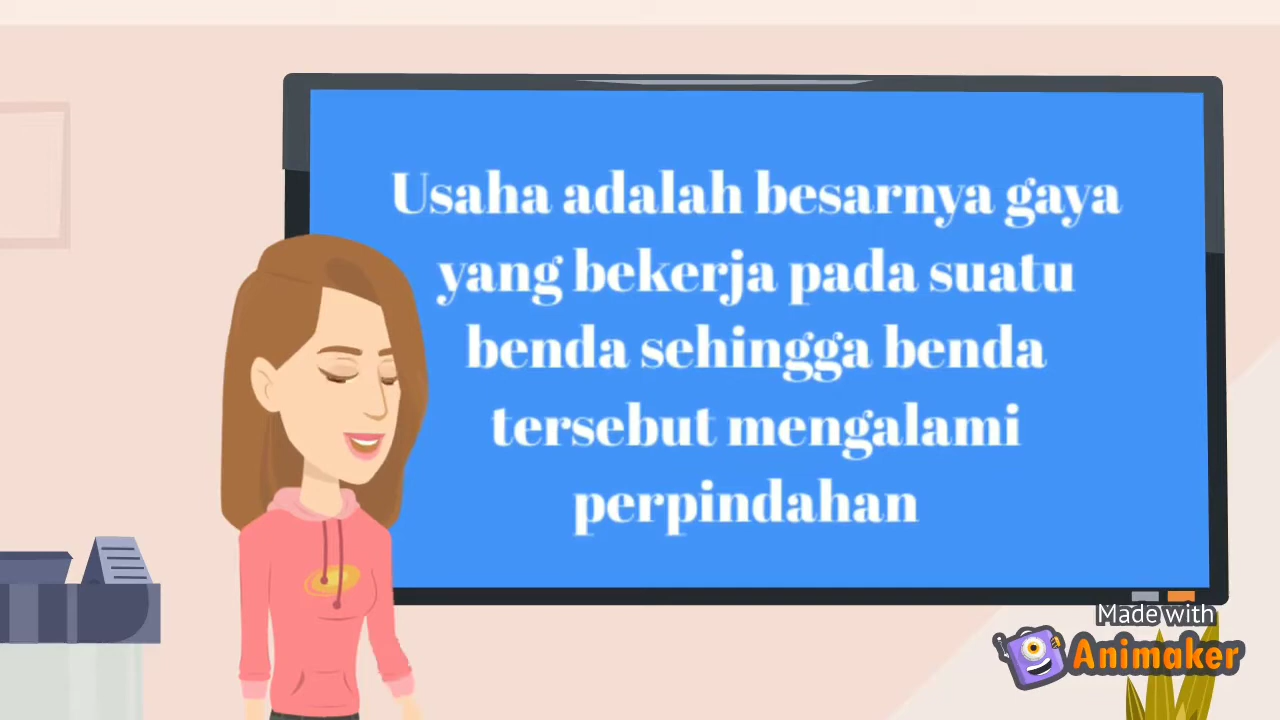 Usaha adalah besarnya gaya
yang bekerja pada suatu
benda sehingga benda
tersebut mengalami
perpindahan
Made with
Animaker